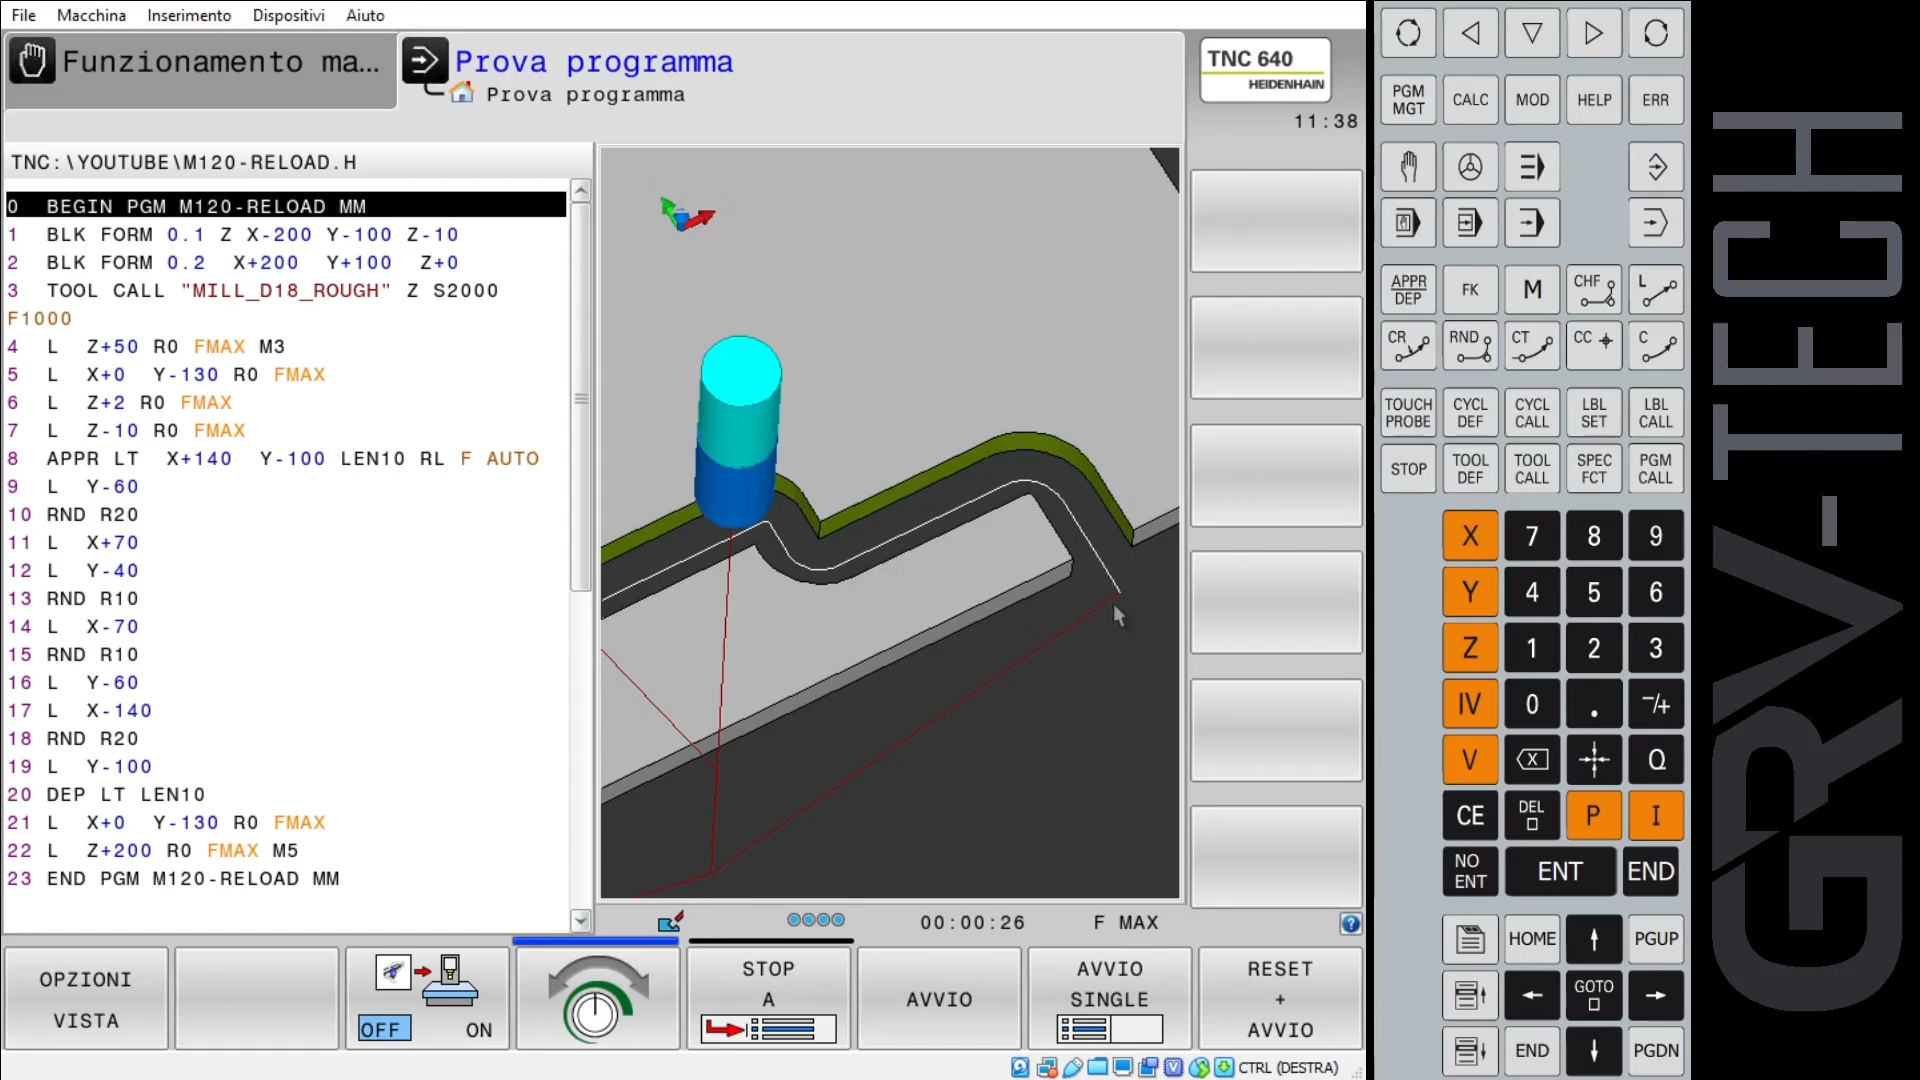 File Macchina Inserimento Dispositivi Aiuto
Funzionamento ma...
Prova programma
Prova programma
TNC 640
HEIDENHAIN
11:38
TNC:\YOUTUBE\M120-RELOAD.H
0 BEGIN PGM M120-RELOAD MM
1 BLK FORM 0.1 Z X-200 Y-100 Z-10
2 BLK FORM 0.2 X+200 Y+100 Z+0
3 TOOL CALL "MILL_D18_ROUGH" Z S2000
F1000
4 L Z+50 R0 FMAX M3
5 L X+0 Y-130 R0 FMAX
6 L Z+2 R0 FMAX
7 L Z-10 R0 FMAX
8 APPR LT X+140 Y-100 LEN10 RL F AUTO
9 L Y-60
10 RND R20
11 L X+70
12 L Y-40
13 RND R10
14 L X-70
15 RND R10
16 L Y-60
17 L X-140
18 RND R20
19 L Y-100
20 DEP LT LEN10
21 L X+0 Y-130 R0 FMAX
22 L Z+200 R0 FMAX M5
23 END PGM M120-RELOAD MM
00:00:26 F MAX
OPZIONI
VISTA
OFF ON
STOP
A
AVVIO
AVVIO
SINGLE
RESET
+
AVVIO
CTRL (DESTRA)
PGM
MGT
CALC
MOD
HELP
ERR
APPR
DEP
FK
M
CHF
L
CR
RND
CT
CC
C
TOUCH
PROBE
CYCL
DEF
CYCL
CALL
LBL
SET
LBL
CALL
STOP
TOOL
DEF
TOOL
CALL
SPEC
FCT
PGM
CALL
X 7 8 9
Y 4 5 6
Z 1 2 3
IV 0 . -/+
V X Q
CE
DEL
P I
NO
ENT
ENT
END
HOME
PGUP
GOTO
END
PGDN
GRV-TECH